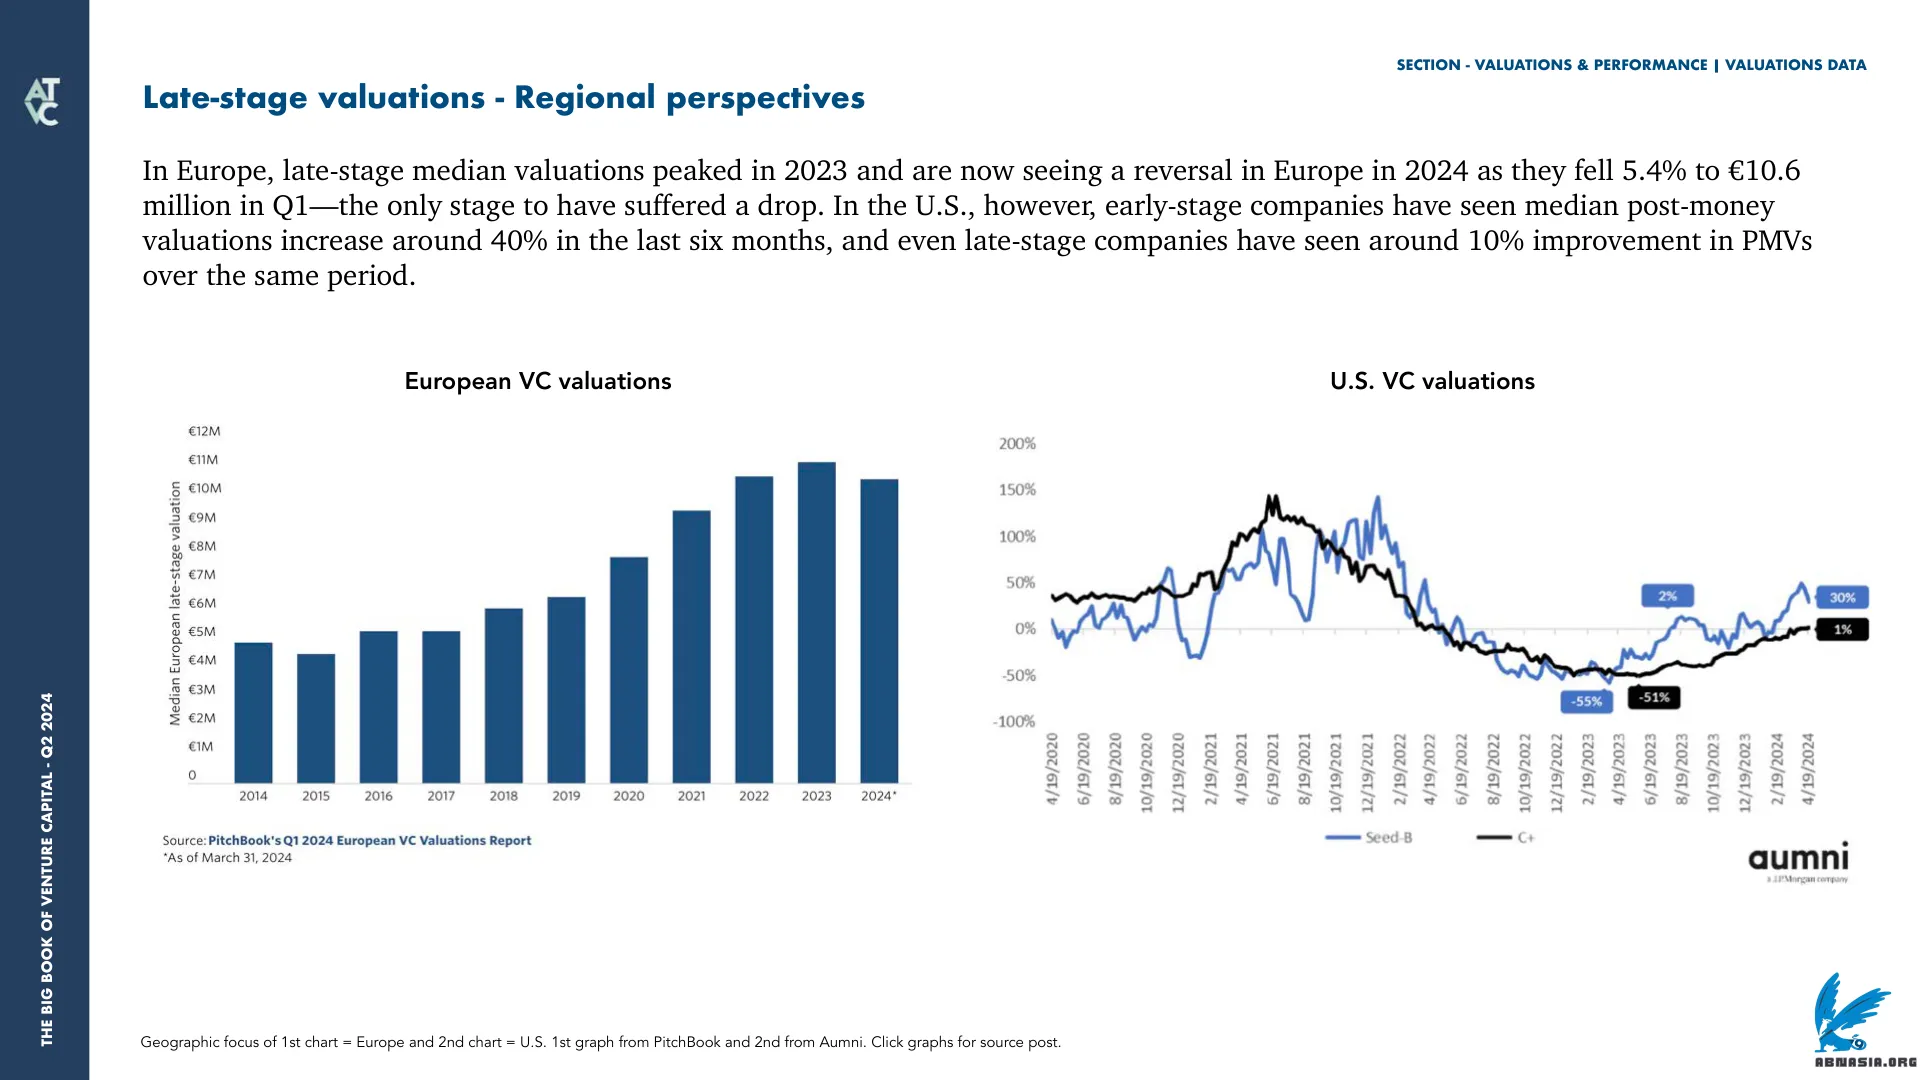 SECTION - VALUATIONS & PERFORMANCE | VALUATIONS DATA
AT
VC
Late-stage valuations - Regional perspectives
In Europe, late-stage median valuations peaked in 2023 and are now seeing a reversal in Europe in 2024 as they fell 5.4% to €10.6
million in Q1—the only stage to have suffered a drop. In the U.S., however, early-stage companies have seen median post-money
valuations increase around 40% in the last six months, and even late-stage companies have seen around 10% improvement in PMVs
over the same period.
European VC valuations
Median European late-stage valuation
€12M
€11M
€10M
€9M
€8M
€7M
€6M
€5M
€4M
€3M
€2M
€1M
0
2014 2015 2016 2017 2018 2019 2020 2021 2022 2023 2024*
Source: PitchBook's Q1 2024 European VC Valuations Report
*As of March 31, 2024
U.S. VC valuations
200%
150%
100%
50%
0%
-50%
-100%
2%
30%
1%
-55%
-51%
4/19/2020 6/19/2020 8/19/2020 10/19/2020 12/19/2020 2/19/2021 4/19/2021 6/19/2021 8/19/2021 10/19/2021 12/19/2021 2/19/2022 4/19/2022 6/19/2022 8/19/2022 10/19/2022 12/19/2022 2/19/2023 4/19/2023 6/19/2023 8/19/2023 10/19/2023 12/19/2023 2/19/2024 4/19/2024
Seed-B C+
aumni
a J.P.Morgan company
THE BIG BOOK OF VENTURE CAPITAL - Q2 2024
Geographic focus of 1st chart = Europe and 2nd chart = U.S. 1st graph from PitchBook and 2nd from Aumni. Click graphs for source post.
ABNASIA.ORG